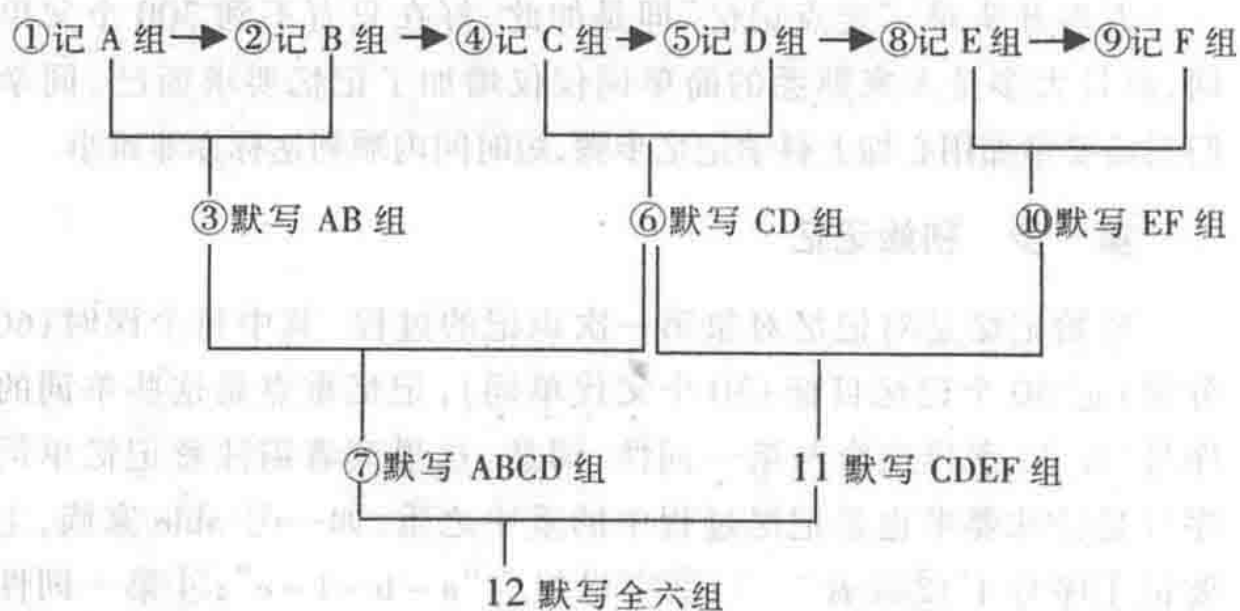 ①记 A 组 → ②记 B 组 → ④记 C 组 → ⑤记 D 组 → ⑧记 E 组 → ⑨记 F 组
③默写 AB 组 ⑥默写 CD 组 ⑩默写 EF 组
⑦默写 ABCD 组 11 默写 CDEF 组
12 默写全六组